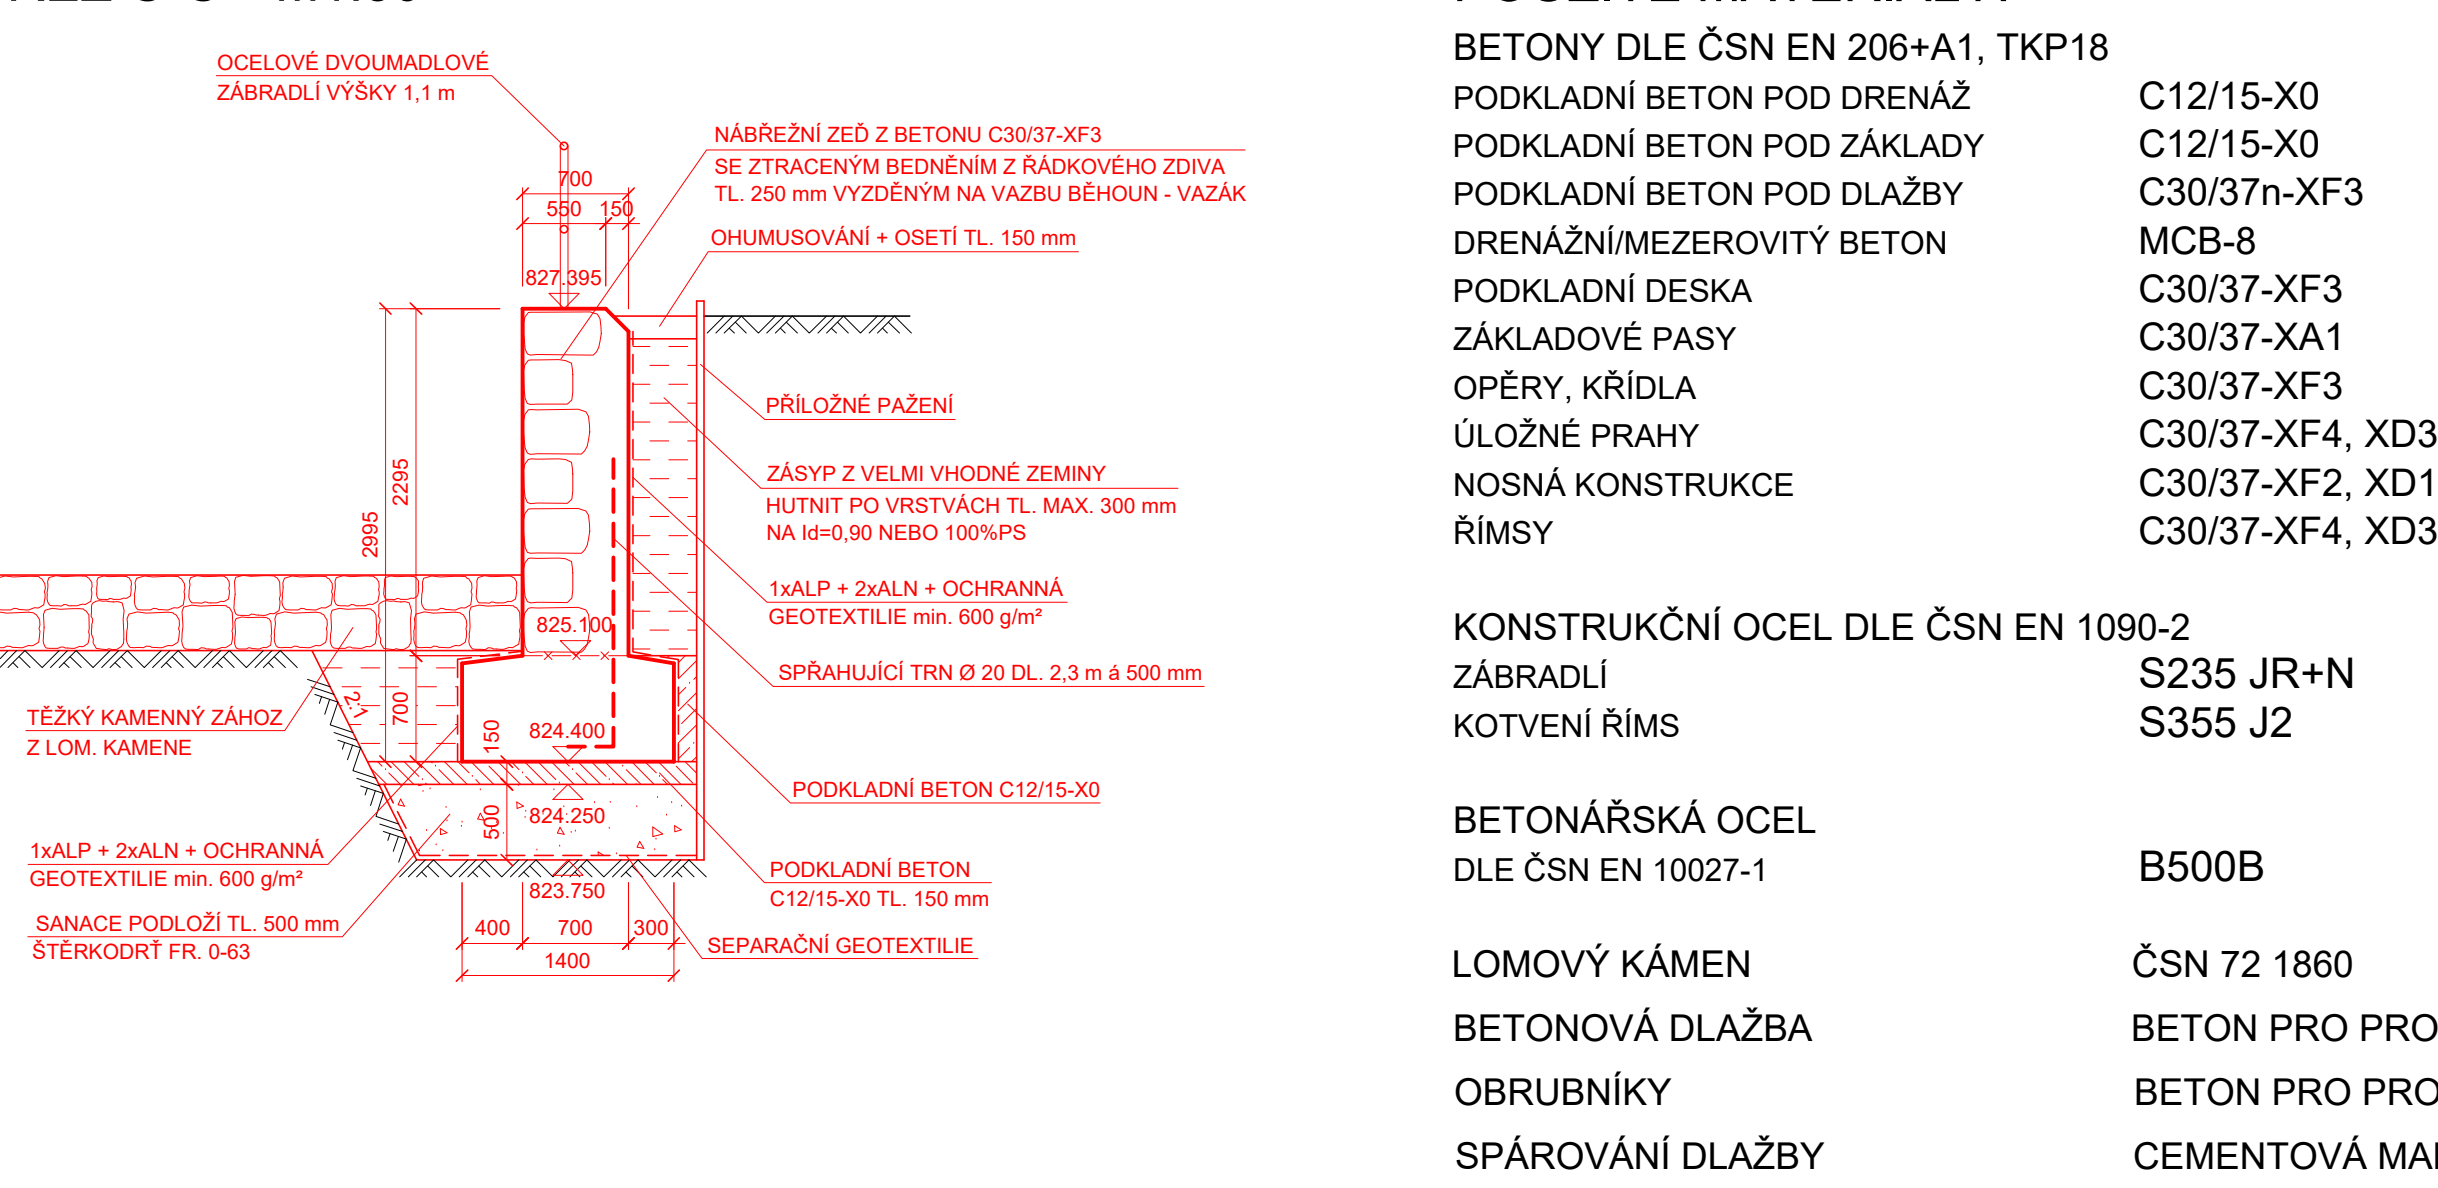 OCELOVÉ DVOUMADLOVÉ
ZÁBRADLÍ VÝŠKY 1,1 m
NÁBŘEŽNÍ ZEĎ Z BETONU C30/37-XF3
SE ZTRACENÝM BEDNĚNÍM Z ŘÁDKOVÉHO ZDIVA
TL. 250 mm VYZDĚNÝM NA VAZBU BĚHOUN - VAZÁK
700
550 150
OHUMUSOVÁNÍ + OSETÍ TL. 150 mm
827.395
PŘÍLOŽNÉ PAŽENÍ
2295
2995
ZÁSYP Z VELMI VHODNÉ ZEMINY
HUTNIT PO VRSTVÁCH TL. MAX. 300 mm
NA Id=0,90 NEBO 100%PS
1xALP + 2xALN + OCHRANNÁ
GEOTEXTILIE min. 600 g/m²
825.100
SPŘAHUJÍCÍ TRN Ø 20 DL. 2,3 m á 500 mm
2:1
700
TĚŽKÝ KAMENNÝ ZÁHOZ
Z LOM. KAMENE
150
824.400
PODKLADNÍ BETON C12/15-X0
500
824.250
1xALP + 2xALN + OCHRANNÁ
GEOTEXTILIE min. 600 g/m²
PODKLADNÍ BETON
C12/15-X0 TL. 150 mm
823.750
SANACE PODLOŽÍ TL. 500 mm
ŠTĚRKODRŤ FR. 0-63
400 700 300
1400
SEPARAČNÍ GEOTEXTILIE
BETONY DLE ČSN EN 206+A1, TKP18
PODKLADNÍ BETON POD DRENÁŽ C12/15-X0
PODKLADNÍ BETON POD ZÁKLADY C12/15-X0
PODKLADNÍ BETON POD DLAŽBY C30/37n-XF3
DRENÁŽNÍ/MEZEROVITÝ BETON MCB-8
PODKLADNÍ DESKA C30/37-XF3
ZÁKLADOVÉ PASY C30/37-XA1
OPĚRY, KŘÍDLA C30/37-XF3
ÚLOŽNÉ PRAHY C30/37-XF4, XD3
NOSNÁ KONSTRUKCE C30/37-XF2, XD1
ŘÍMSY C30/37-XF4, XD3
KONSTRUKČNÍ OCEL DLE ČSN EN 1090-2
ZÁBRADLÍ S235 JR+N
KOTVENÍ ŘÍMS S355 J2
BETONÁŘSKÁ OCEL
DLE ČSN EN 10027-1 B500B
LOMOVÝ KÁMEN ČSN 72 1860
BETONOVÁ DLAŽBA BETON PRO PRO
OBRUBNÍKY BETON PRO PRO
SPÁROVÁNÍ DLAŽBY CEMENTOVÁ